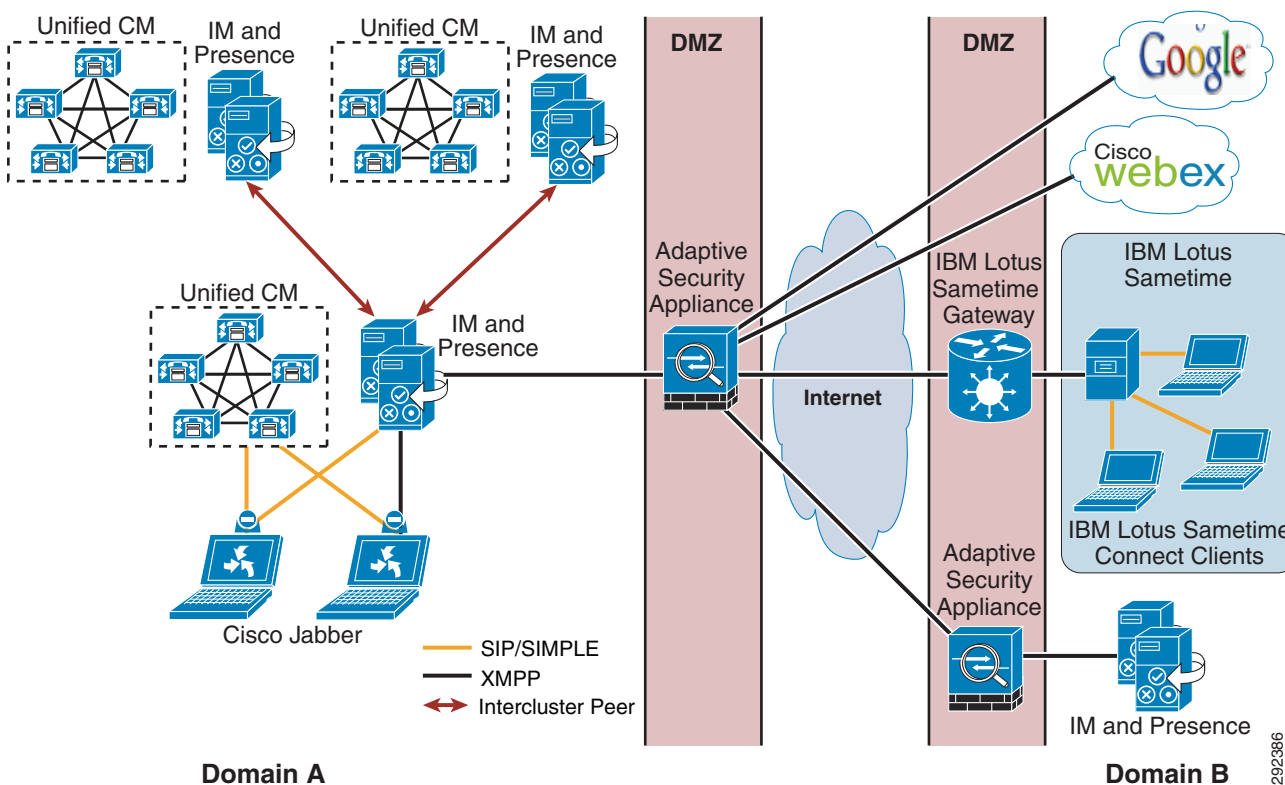 Unified CM
IM and
Presence
Unified CM
IM and
Presence
DMZ
DMZ
Google
Cisco
webex
Adaptive
Security
Appliance
IBM Lotus
Sametime
Gateway
IBM Lotus
Sametime
Unified CM
IM and
Presence
Internet
IBM Lotus Sametime
Connect Clients
Adaptive
Security
Appliance
Cisco Jabber
SIP/SIMPLE
XMPP
Intercluster Peer
IM and Presence
Domain A
Domain B
292386